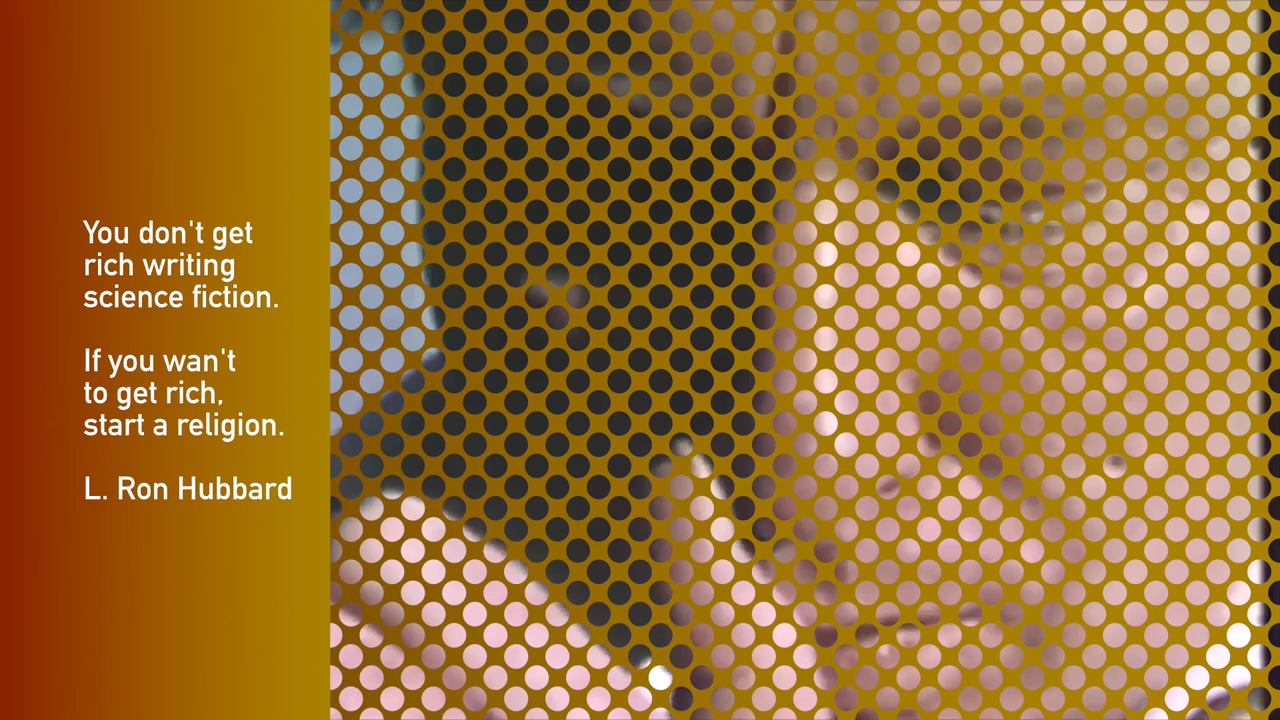 You don't get
rich writing
science fiction.
If you wan't
to get rich,
start a religion.
L. Ron Hubbard